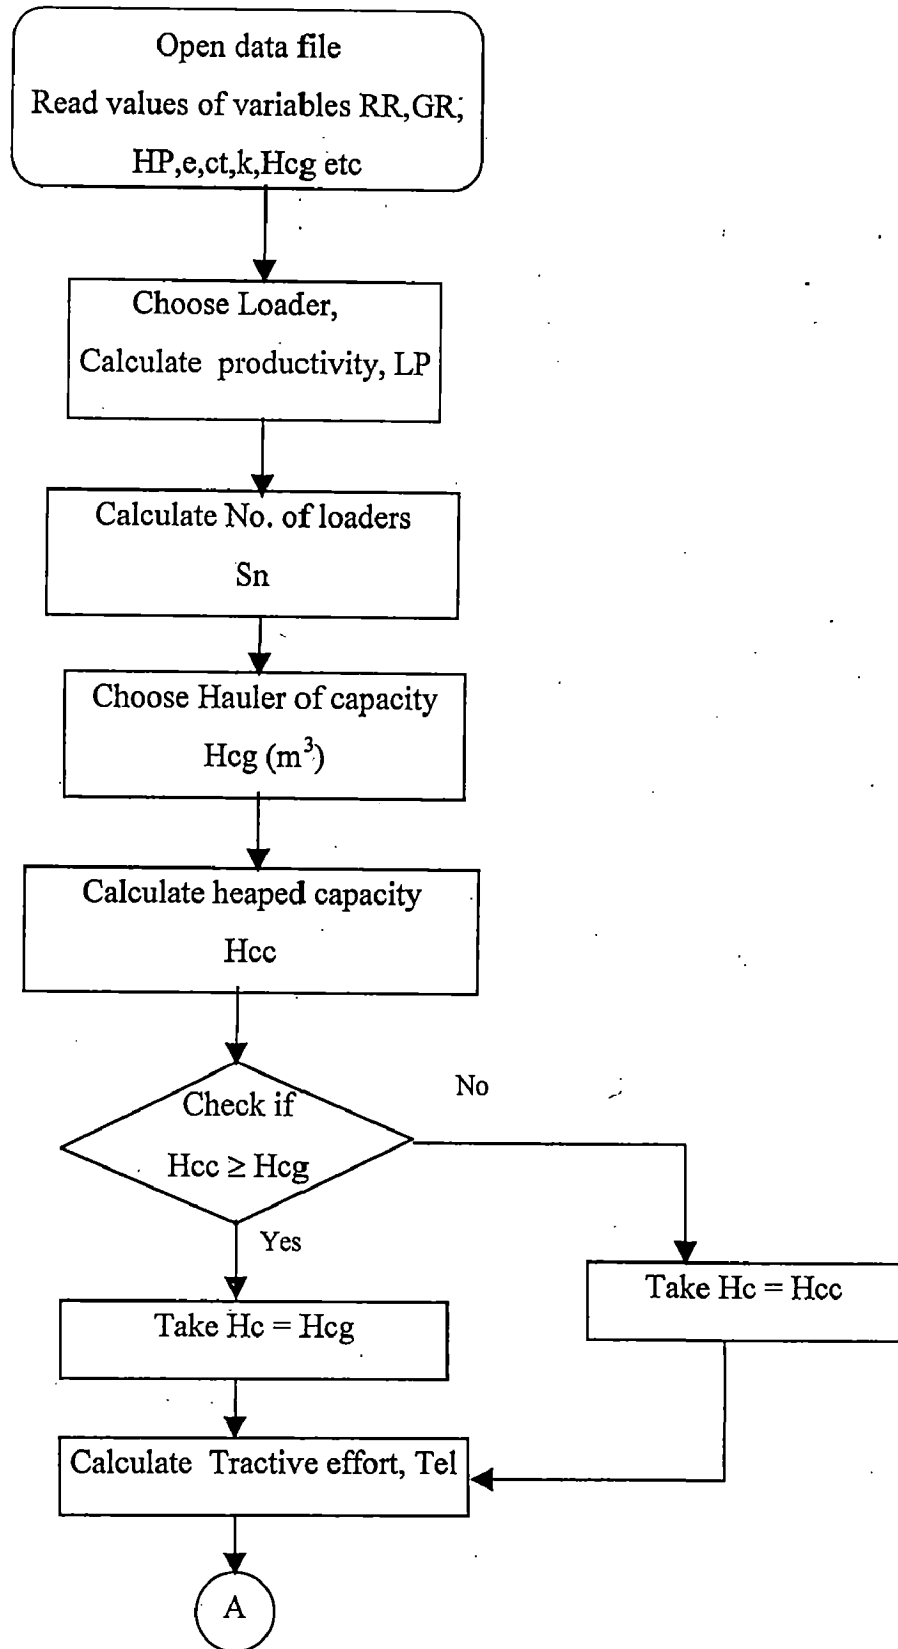 Open data file
Read values of variables RR,GR,
HP,e,ct,k,Hcg etc
Choose Loader,
Calculate productivity, LP
Calculate No. of loaders
Sn
Choose Hauler of capacity
Hcg (m³)
Calculate heaped capacity
Hcc
Check if
Hcc ≥ Hcg
No
Yes
Take Hc = Hcg
Take Hc = Hcc
Calculate Tractive effort, Tel
A